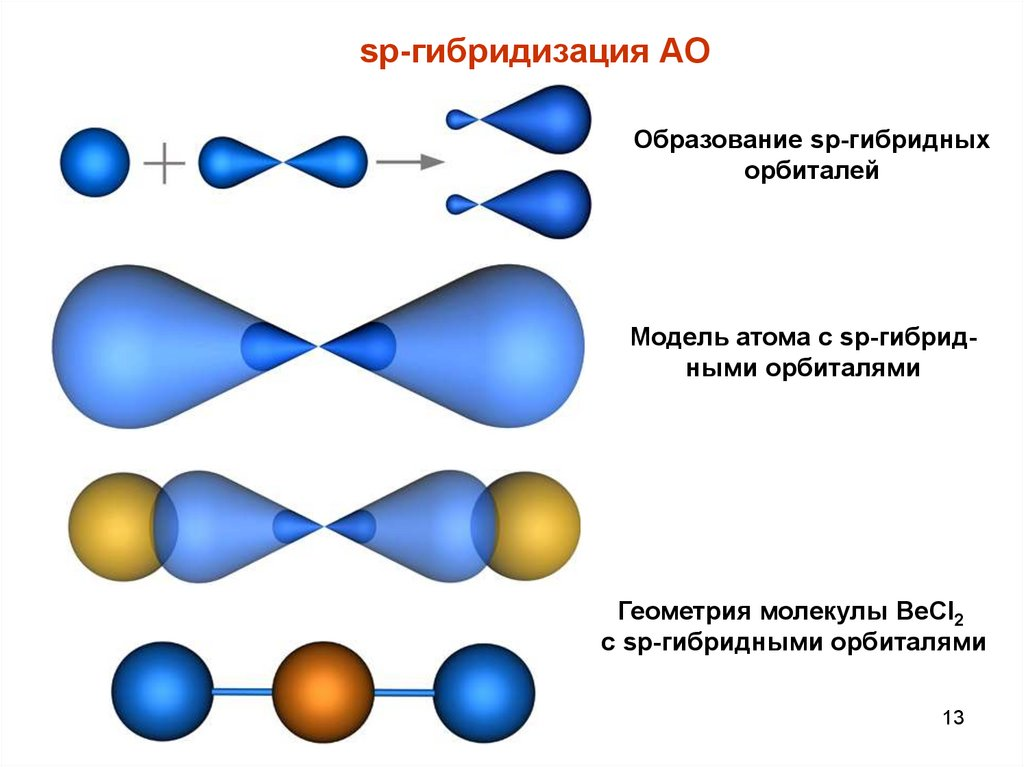 sp-гибридизация АО
Образование sp-гибридных
орбиталей
Модель атома с sp-гибрид-
ными орбиталями
Геометрия молекулы BeCl₂
с sp-гибридными орбиталями
13